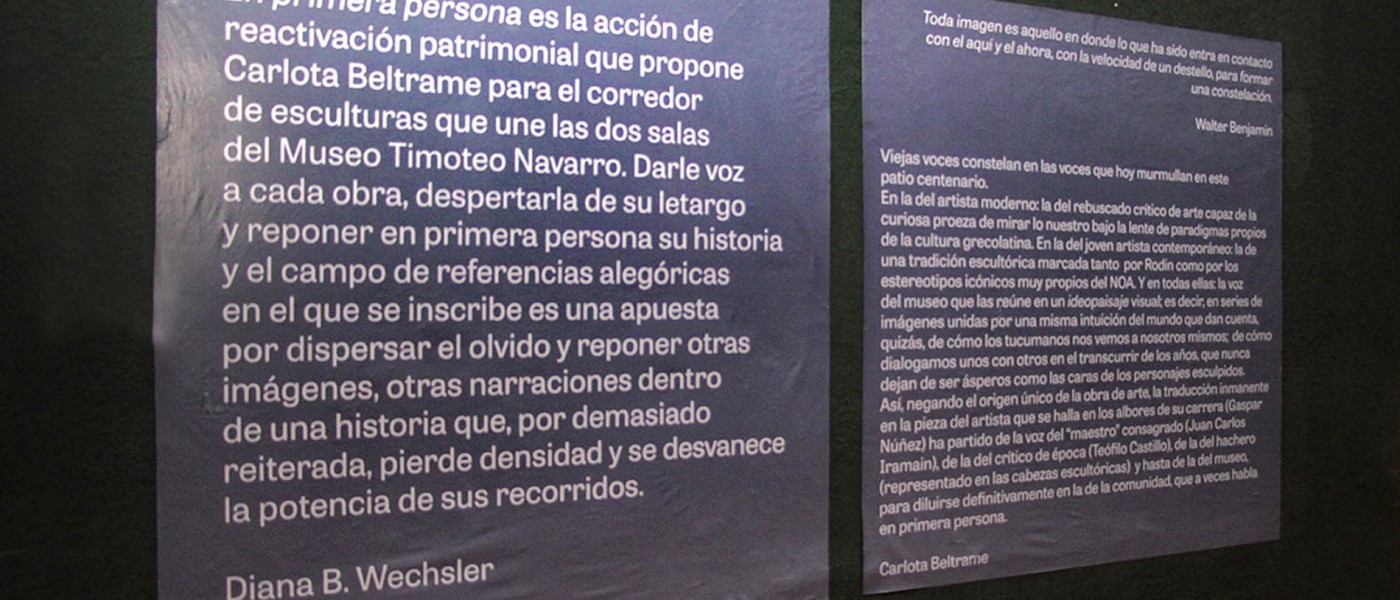 En primera persona es la acción de
reactivación patrimonial que propone
Carlota Beltrame para el corredor
de esculturas que une las dos salas
del Museo Timoteo Navarro. Darle voz
a cada obra, despertarla de su letargo
y reponer en primera persona su historia
y el campo de referencias alegóricas
en el que se inscribe es una apuesta
por dispersar el olvido y reponer otras
imágenes, otras narraciones dentro
de una historia que, por demasiado
reiterada, pierde densidad y se desvanece
la potencia de sus recorridos.
Diana B. Wechsler
Toda imagen es aquello en donde lo que ha sido entra en contacto
con el aquí y el ahora, con la velocidad de un destello, para formar
una constelación.
Walter Benjamin
Viejas voces constelan en las voces que hoy murmullan en este
patio centenario.
En la del artista moderno: la del rebuscado crítico de arte capaz de la
curiosa proeza de mirar lo nuestro bajo la lente de paradigmas propios
de la cultura grecolatina. En la del joven artista contemporáneo: la de
una tradición escultórica marcada tanto por Rodin como por los
estereotipos icónicos muy propios del NOA. Y en todas ellas: la voz
del museo que las reúne en un ideopaisaje visual; es decir, en series de
imágenes unidas por una misma intuición del mundo que dan cuenta,
quizás, de cómo los tucumanos nos vemos a nosotros mismos; de cómo
dialogamos unos con otros en el transcurrir de los años, que nunca
dejan de ser ásperos como las caras de los personajes esculpidos.
Así, negando el origen único de la obra de arte, la traducción inmanente
en la pieza del artista que se halla en los albores de su carrera (Gaspar
Núñez) ha partido de la voz del "maestro" consagrado (Juan Carlos
Iramain), de la del crítico de época (Teófilo Castillo), de la del hachero
(representado en las cabezas escultóricas) y hasta de la del museo,
para diluirse definitivamente en la de la comunidad, que a veces habla
en primera persona.
Carlota Beltrame